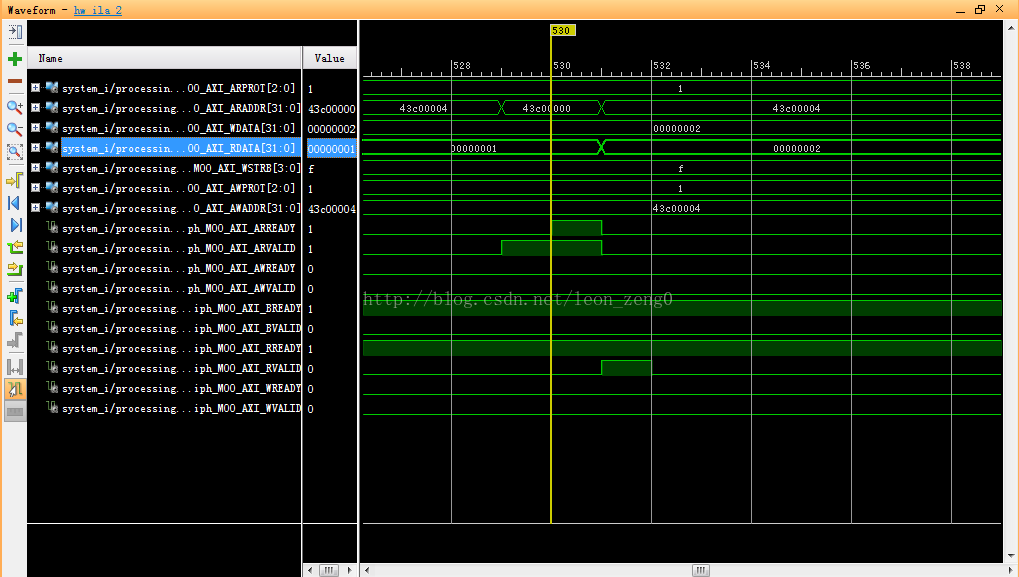 Waveform - hw_ila_2
530
Name Value
528 530 532 534 536 538
system_i/processin...00_AXI_ARPROT[2:0] 1 1
system_i/processin...0_AXI_ARADDR[31:0] 43c00000 43c00004 43c00000 43c00004
system_i/processin...00_AXI_WDATA[31:0] 00000002 00000002
system_i/processin...00_AXI_RDATA[31:0] 00000001 00000001 00000002
system_i/processing...M00_AXI_WSTRB[3:0] f f
system_i/processin...00_AXI_AWPROT[2:0] 1 1
system_i/processing...0_AXI_AWADDR[31:0] 43c00004 43c00004
system_i/processin...ph_M00_AXI_ARREADY 1
system_i/processin...ph_M00_AXI_ARVALID 1
system_i/processin...ph_M00_AXI_AWREADY 0
system_i/processin...ph_M00_AXI_AWVALID 0
http://blog.csdn.net/leon_zeng0
system_i/processing...iph_M00_AXI_BREADY 1
system_i/processing...iph_M00_AXI_BVALID 0
system_i/processing...iph_M00_AXI_RREADY 1
system_i/processing...iph_M00_AXI_RVALID 0
system_i/processing...iph_M00_AXI_WREADY 0
system_i/processing...iph_M00_AXI_WVALID 0